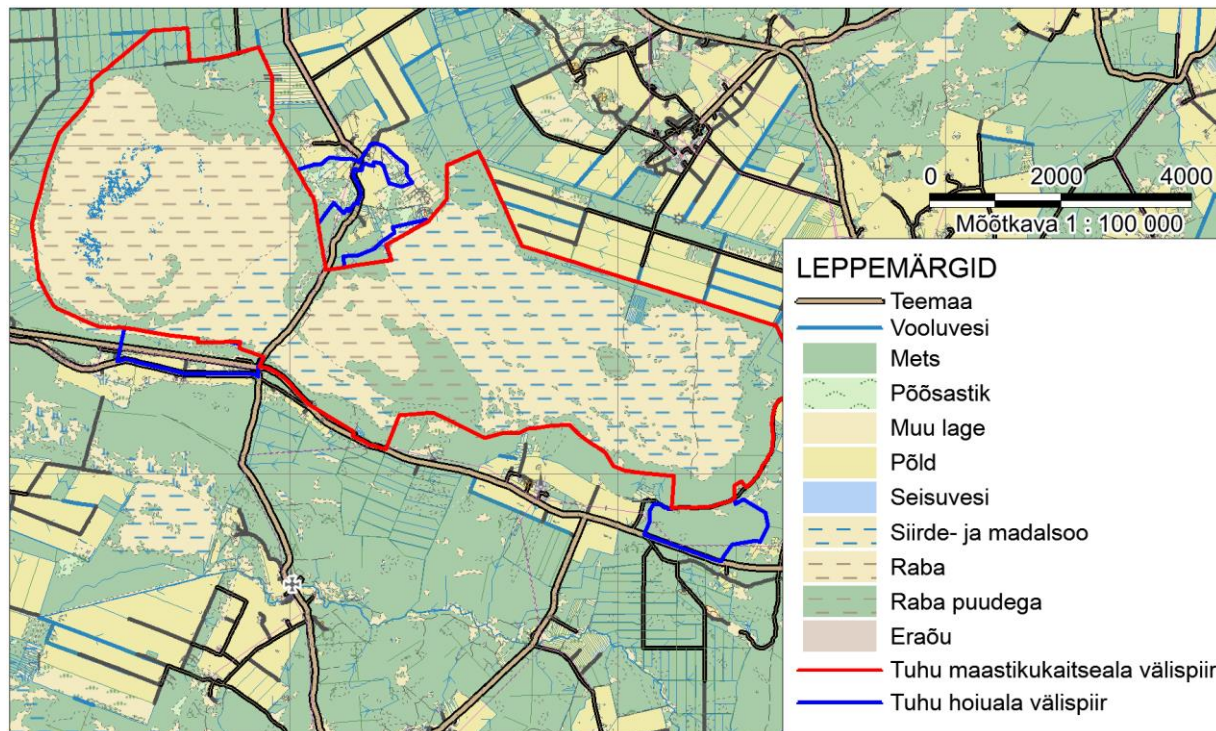 0 2000 4000
Mõõtkava 1 : 100 000
LEPPEMÄRGID
Teemaa
Vooluvesi
Mets
Põõsastik
Muu lage
Põld
Seisuvesi
Siirde- ja madalsoo
Raba
Raba puudega
Eraõu
Tuhu maastikukaitseala välispiir
Tuhu hoiuala välispiir